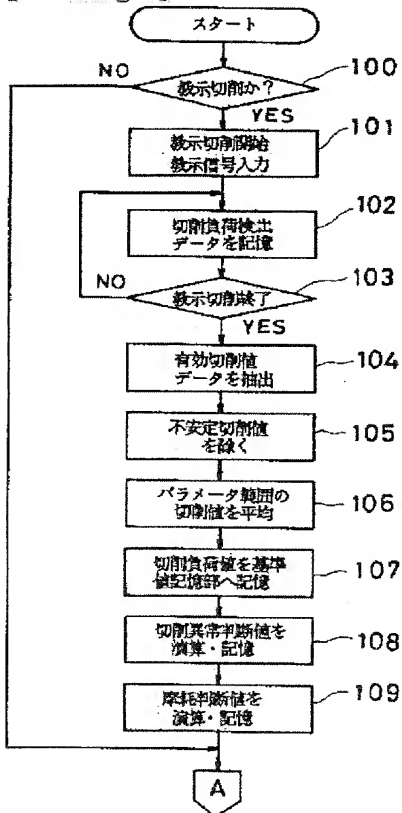 スタート
NO
教示切削か?
100
YES
教示切削開始
教示信号入力
101
切削負荷検出
データを記憶
102
NO
教示切削終了
103
YES
有効切削値
データを抽出
104
不安定切削値
を除く
105
パラメータ範囲の
切削値を平均
106
切削負荷値を基準
値記憶部へ記憶
107
切削異常判断値を
演算・記憶
108
摩耗判断値を
演算・記憶
109
A